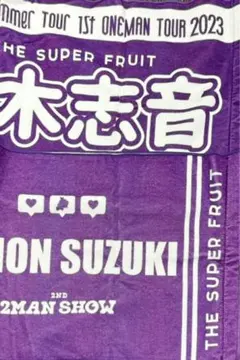 mmer Tour 1ST ONEMAN TOUR 2023
THE SUPER FRUIT
木志音
ION SUZUKI
2ND
2MAN SHOW
THE SUPER FRUIT